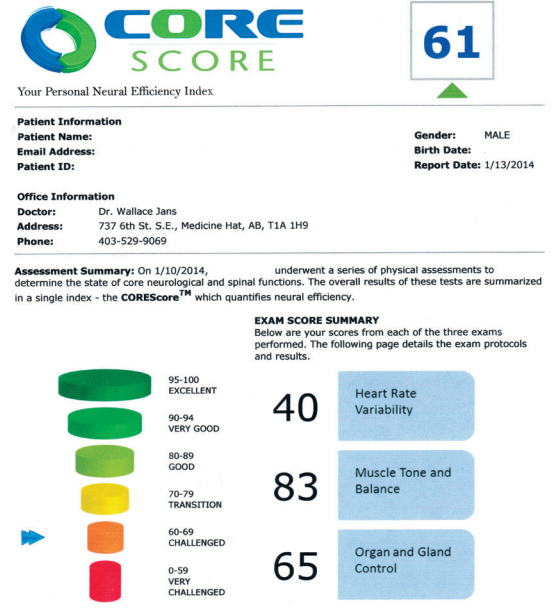 CORE
SCORE
61
Your Personal Neural Efficiency Index
Patient Information
Patient Name:
Email Address:
Patient ID:
Gender: MALE
Birth Date:
Report Date: 1/13/2014
Office Information
Doctor: Dr. Wallace Jans
Address: 737 6th St. S.E., Medicine Hat, AB, T1A 1H9
Phone: 403-529-9069
Assessment Summary: On 1/10/2014, underwent a series of physical assessments to
determine the state of core neurological and spinal functions. The overall results of these tests are summarized
in a single index - the COREScore™ which quantifies neural efficiency.
EXAM SCORE SUMMARY
Below are your scores from each of the three exams
performed. The following page details the exam protocols
and results.
95-100
EXCELLENT
90-94
VERY GOOD
80-89
GOOD
70-79
TRANSITION
60-69
CHALLENGED
0-59
VERY
CHALLENGED
40
Heart Rate
Variability
83
Muscle Tone and
Balance
65
Organ and Gland
Control